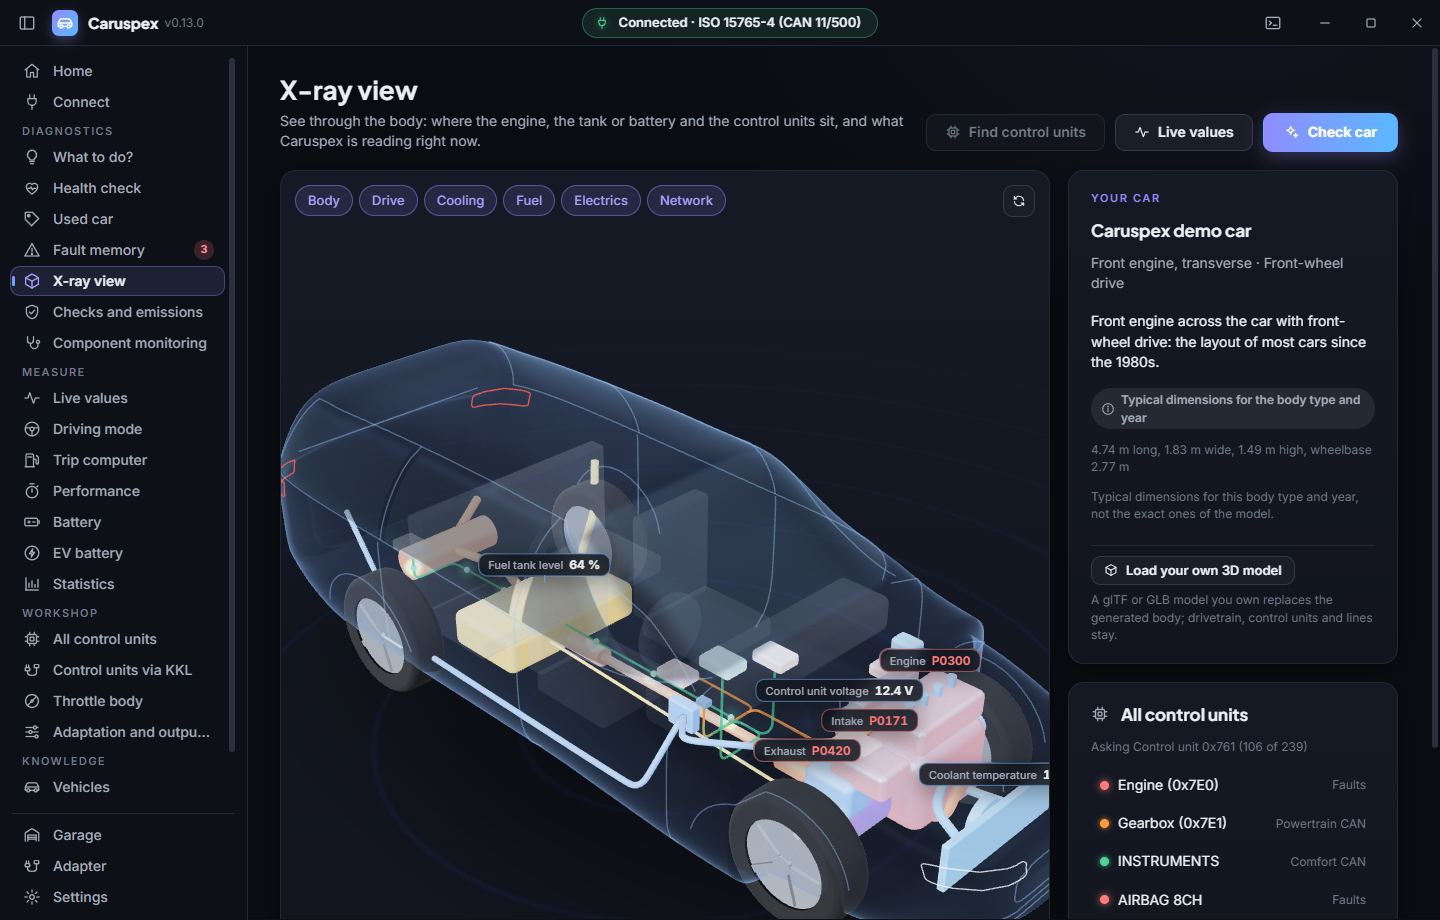 Caruspex v0.13.0
Connected · ISO 15765-4 (CAN 11/500)
Home
Connect
DIAGNOSTICS
What to do?
Health check
Used car
Fault memory 3
X-ray view
Checks and emissions
Component monitoring
MEASURE
Live values
Driving mode
Trip computer
Performance
Battery
EV battery
Statistics
WORKSHOP
All control units
Control units via KKL
Throttle body
Adaptation and outpu...
KNOWLEDGE
Vehicles
Garage
Adapter
Settings
X-ray view
See through the body: where the engine, the tank or battery and the control units sit, and what
Caruspex is reading right now.
Find control units
Live values
Check car
Body
Drive
Cooling
Fuel
Electrics
Network
Fuel tank level 64 %
Engine P0300
Control unit voltage 12.4 V
Intake P0171
Exhaust P0420
Coolant temperature 1
YOUR CAR
Caruspex demo car
Front engine, transverse · Front-wheel
drive
Front engine across the car with front-
wheel drive: the layout of most cars since
the 1980s.
Typical dimensions for the body type and
year
4.74 m long, 1.83 m wide, 1.49 m high, wheelbase
2.77 m
Typical dimensions for this body type and year,
not the exact ones of the model.
Load your own 3D model
A glTF or GLB model you own replaces the
generated body; drivetrain, control units and lines
stay.
All control units
Asking Control unit 0x761 (106 of 239)
Engine (0x7E0) Faults
Gearbox (0x7E1) Powertrain CAN
INSTRUMENTS Comfort CAN
AIRBAG 8CH Faults